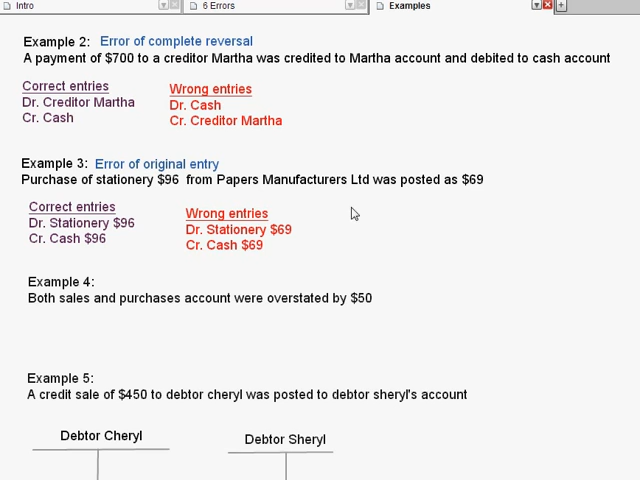 Intro
6 Errors
Examples
Example 2: Error of complete reversal
A payment of $700 to a creditor Martha was credited to Martha account and debited to cash account
Correct entries
Dr. Creditor Martha
Cr. Cash
Wrong entries
Dr. Cash
Cr. Creditor Martha
Example 3: Error of original entry
Purchase of stationery $96 from Papers Manufacturers Ltd was posted as $69
Correct entries
Dr. Stationery $96
Cr. Cash $96
Wrong entries
Dr. Stationery $69
Cr. Cash $69
Example 4:
Both sales and purchases account were overstated by $50
Example 5:
A credit sale of $450 to debtor cheryl was posted to debtor sheryl's account
Debtor Cheryl
Debtor Sheryl